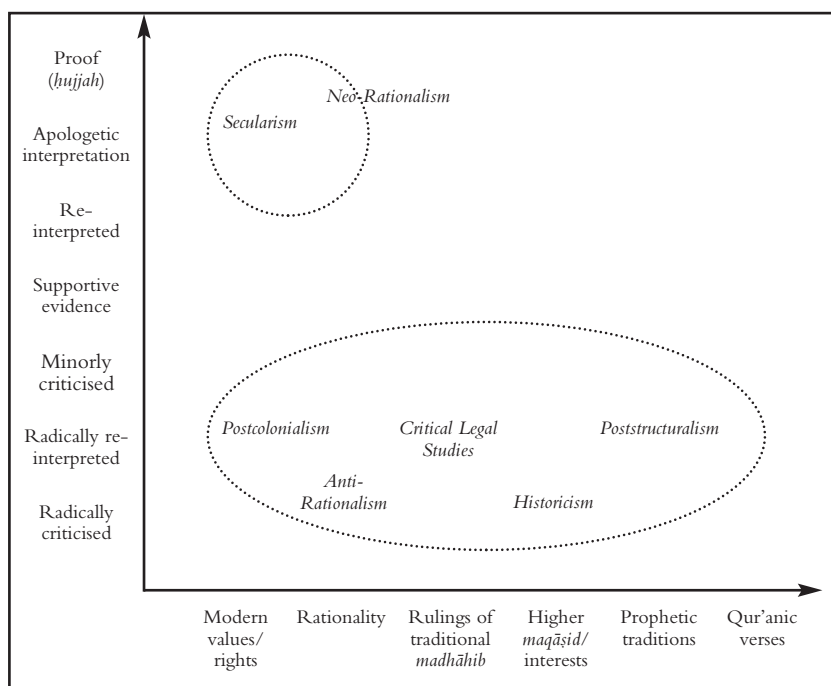 Proof
(ḥujjah)
Neo-Rationalism
Secularism
Apologetic
interpretation
Re-
interpreted
Supportive
evidence
Minorly
criticised
Radically re-
interpreted
Postcolonialism
Critical Legal
Studies
Poststructuralism
Anti-
Rationalism
Historicism
Radically
criticised
Modern
values/
rights
Rationality
Rulings of
traditional
madhāhib
Higher
maqāṣid/
interests
Prophetic
traditions
Qur'anic
verses